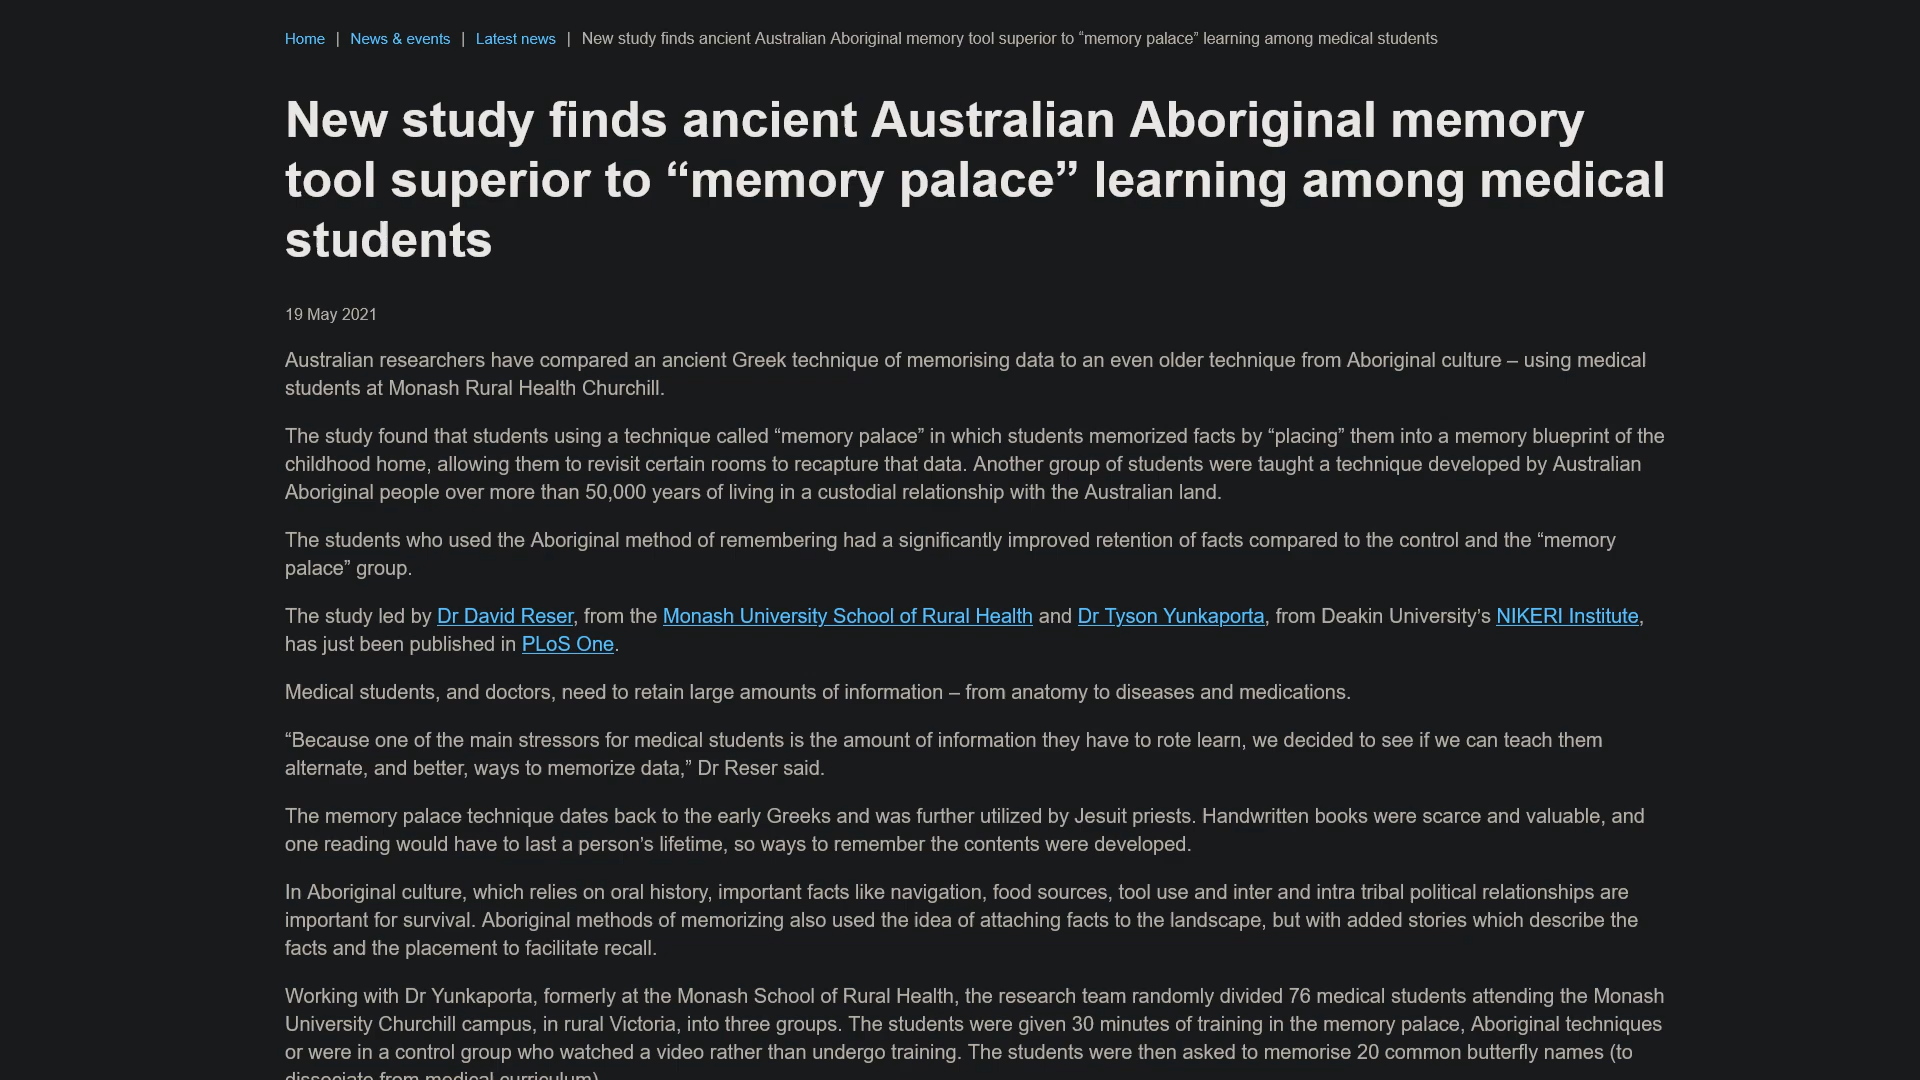 Home | News & events | Latest news | New study finds ancient Australian Aboriginal memory tool superior to “memory palace” learning among medical students
New study finds ancient Australian Aboriginal memory
tool superior to “memory palace” learning among medical
students
19 May 2021
Australian researchers have compared an ancient Greek technique of memorising data to an even older technique from Aboriginal culture – using medical
students at Monash Rural Health Churchill.
The study found that students using a technique called “memory palace” in which students memorized facts by “placing” them into a memory blueprint of the
childhood home, allowing them to revisit certain rooms to recapture that data. Another group of students were taught a technique developed by Australian
Aboriginal people over more than 50,000 years of living in a custodial relationship with the Australian land.
The students who used the Aboriginal method of remembering had a significantly improved retention of facts compared to the control and the “memory
palace” group.
The study led by Dr David Reser, from the Monash University School of Rural Health and Dr Tyson Yunkaporta, from Deakin University’s NIKERI Institute,
has just been published in PLoS One.
Medical students, and doctors, need to retain large amounts of information – from anatomy to diseases and medications.
“Because one of the main stressors for medical students is the amount of information they have to rote learn, we decided to see if we can teach them
alternate, and better, ways to memorize data,” Dr Reser said.
The memory palace technique dates back to the early Greeks and was further utilized by Jesuit priests. Handwritten books were scarce and valuable, and
one reading would have to last a person’s lifetime, so ways to remember the contents were developed.
In Aboriginal culture, which relies on oral history, important facts like navigation, food sources, tool use and inter and intra tribal political relationships are
important for survival. Aboriginal methods of memorizing also used the idea of attaching facts to the landscape, but with added stories which describe the
facts and the placement to facilitate recall.
Working with Dr Yunkaporta, formerly at the Monash School of Rural Health, the research team randomly divided 76 medical students attending the Monash
University Churchill campus, in rural Victoria, into three groups. The students were given 30 minutes of training in the memory palace, Aboriginal techniques
or were in a control group who watched a video rather than undergo training. The students were then asked to memorise 20 common butterfly names (to
dissociate from medical curriculum).